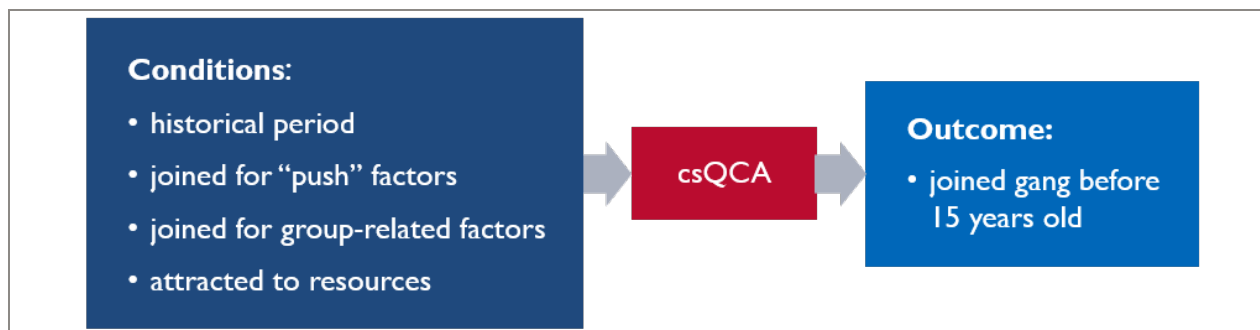 Conditions:
• historical period
• joined for “push” factors
• joined for group-related factors
• attracted to resources
csQCA
Outcome:
• joined gang before
15 years old